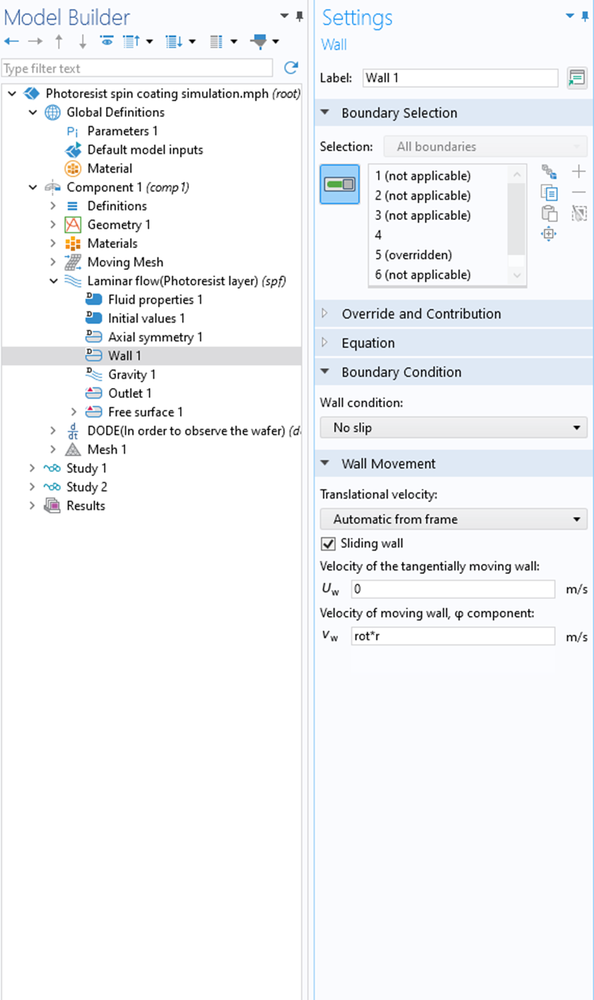 Model Builder
Type filter text
Photoresist spin coating simulation.mph (root)
Global Definitions
Pi Parameters 1
Default model inputs
Material
Component 1 (comp1)
Definitions
Geometry 1
Materials
Moving Mesh
Laminar flow(Photoresist layer) (spf)
D Fluid properties 1
D Initial values 1
D Axial symmetry 1
D Wall 1
D Gravity 1
Outlet 1
Free surface 1
d/dt DODE(In order to observe the wafer) (d
Mesh 1
Study 1
Study 2
Results
Settings
Wall
Label: Wall 1
Boundary Selection
Selection: All boundaries
1 (not applicable)
2 (not applicable)
3 (not applicable)
4
5 (overridden)
6 (not applicable)
Override and Contribution
Equation
Boundary Condition
Wall condition:
No slip
Wall Movement
Translational velocity:
Automatic from frame
Sliding wall
Velocity of the tangentially moving wall:
Uw 0 m/s
Velocity of moving wall, φ component:
vw rot*r m/s